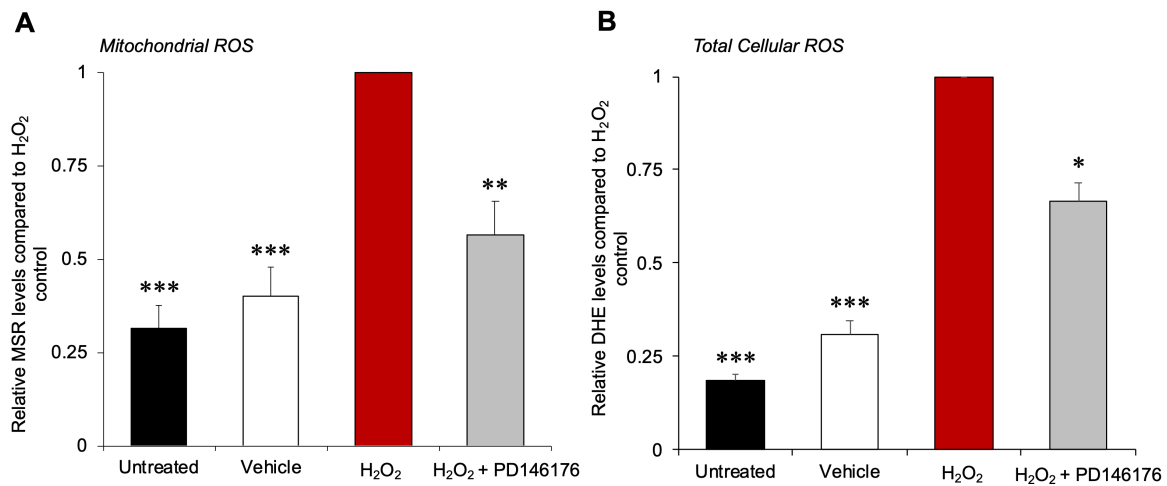 A
Mitochondrial ROS
Relative MSR levels compared to H₂O₂
control
1
0.75
0.5
0.25
0
***
***
**
Untreated
Vehicle
H₂O₂
H₂O₂ + PD146176
B
Total Cellular ROS
Relative DHE levels compared to H₂O₂
control
1
0.75
0.5
0.25
0
***
***
*
Untreated
Vehicle
H₂O₂
H₂O₂ + PD146176